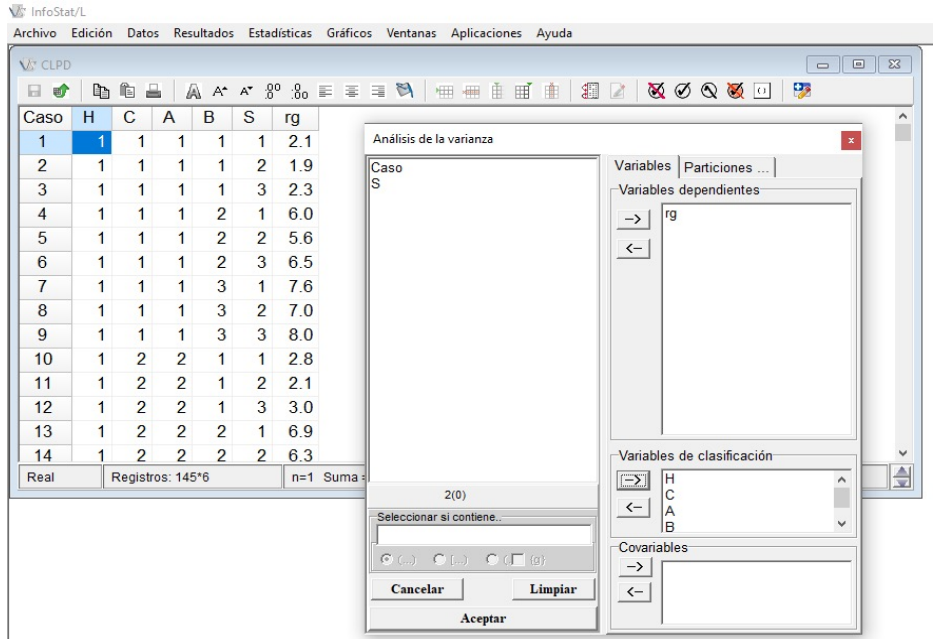 InfoStat/L
Archivo Edición Datos Resultados Estadísticas Gráficos Ventanas Aplicaciones Ayuda
CLPD
Caso H C A B S rg
1 1 1 1 1 1 2.1
2 1 1 1 1 2 1.9
3 1 1 1 1 3 2.3
4 1 1 1 2 1 6.0
5 1 1 1 2 2 5.6
6 1 1 1 2 3 6.5
7 1 1 1 3 1 7.6
8 1 1 1 3 2 7.0
9 1 1 1 3 3 8.0
10 1 2 2 1 1 2.8
11 1 2 2 1 2 2.1
12 1 2 2 1 3 3.0
13 1 2 2 2 1 6.9
14 1 2 2 2 2 6.3
Real Registros: 145*6 n=1 Suma =
Análisis de la varianza
Caso
S
2(0)
Seleccionar si contiene..
(...) [...) (. {g}
Cancelar Limpiar
Aceptar
Variables Particiones ...
Variables dependientes
-->
<--
rg
Variables de clasificación
-->
<--
H
C
A
B
Covariables
-->
<--